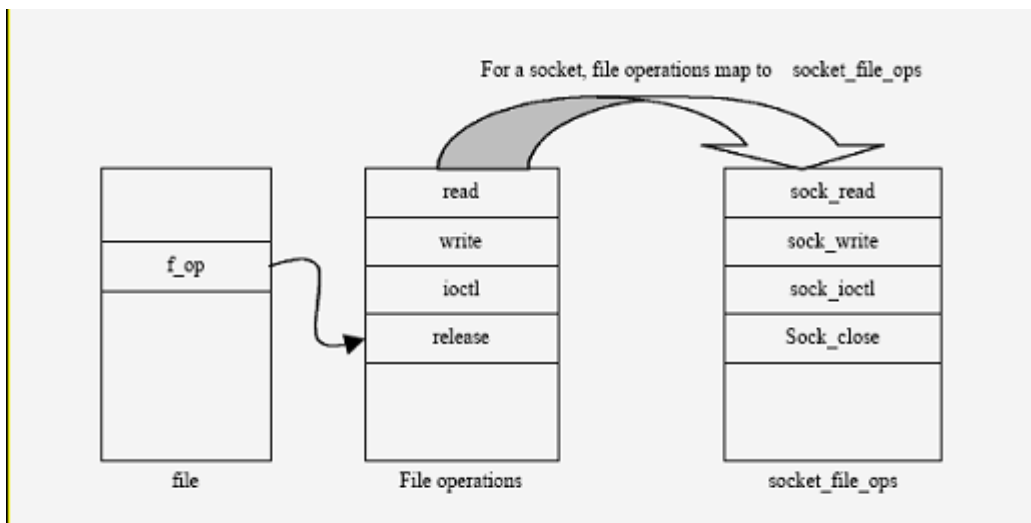 For a socket, file operations map to socket_file_ops
read
sock_read
write
sock_write
f_op
ioctl
sock_ioctl
release
Sock_close
file
File operations
socket_file_ops